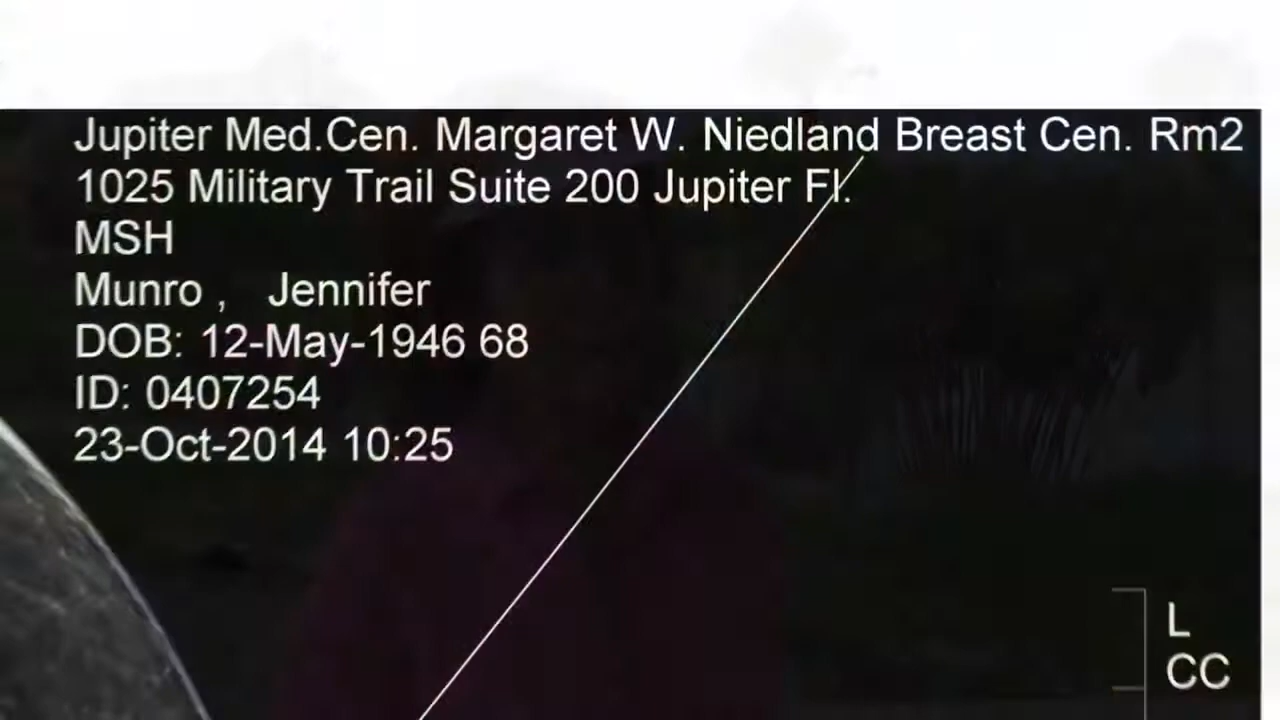 Jupiter Med.Cen. Margaret W. Niedland Breast Cen. Rm2
1025 Military Trail Suite 200 Jupiter Fl.
MSH
Munro , Jennifer
DOB: 12-May-1946 68
ID: 0407254
23-Oct-2014 10:25
L
CC